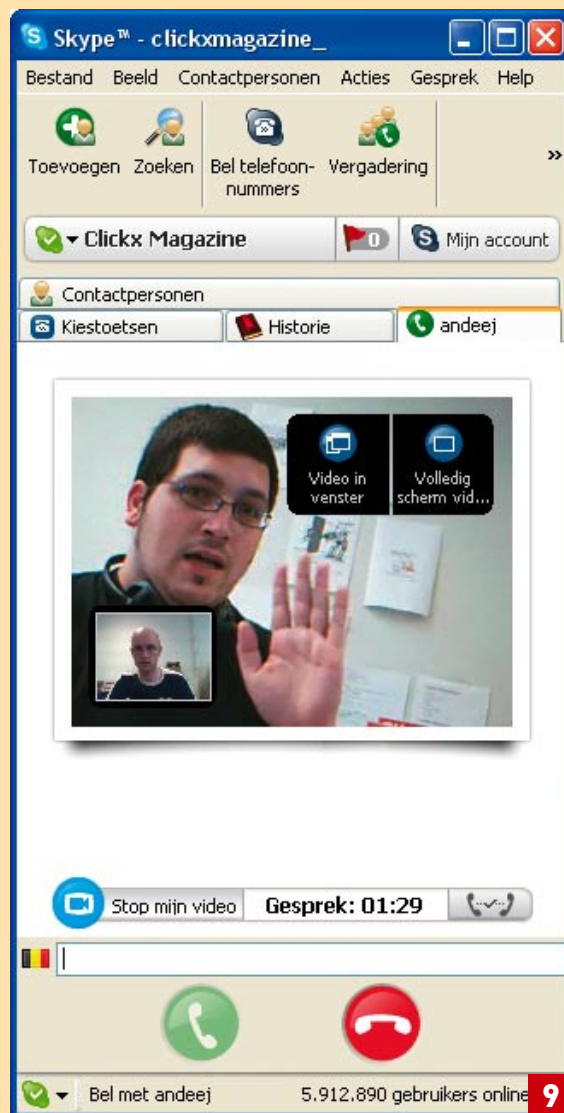 Skype™ - clickxmagazine_
Bestand Beeld Contactpersonen Acties Gesprek Help
Toevoegen Zoeken Bel telefoon- Vergadering »
nummers
Clickx Magazine 0 Mijn account
Contactpersonen
Kiestoetsen Historie andeej
Video in Volledig
venster scherm vid...
Stop mijn video Gesprek: 01:29
Bel met andeej 5.912.890 gebruikers online
9